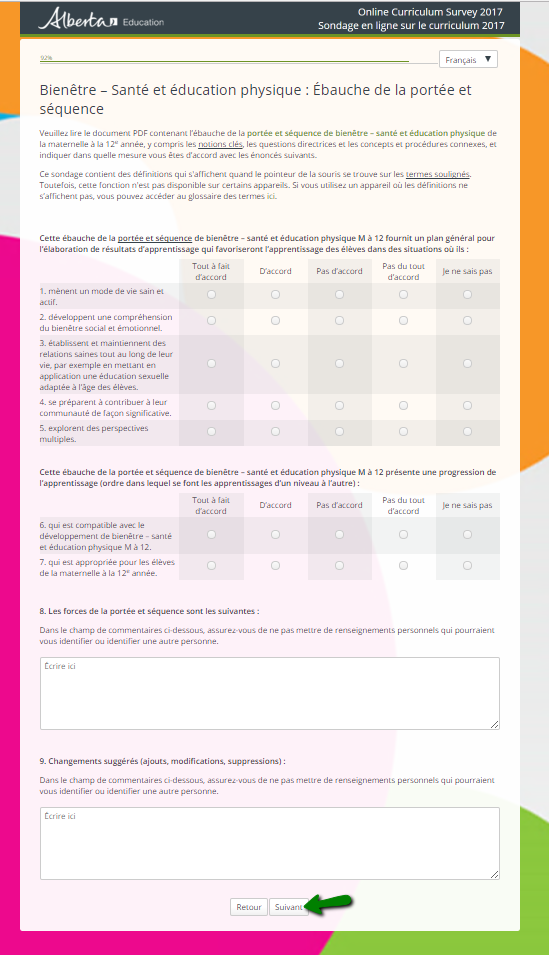 Alberta Education
Online Curriculum Survey 2017
Sondage en ligne sur le curriculum 2017
92%
Français
Bienêtre – Santé et éducation physique : Ébauche de la portée et
séquence
Veuillez lire le document PDF contenant l'ébauche de la portée et séquence de bienêtre – santé et éducation physique de
la maternelle à la 12e année, y compris les notions clés, les questions directrices et les concepts et procédures connexes, et
indiquer dans quelle mesure vous êtes d'accord avec les énoncés suivants.
Ce sondage contient des définitions qui s'affichent quand le pointeur de la souris se trouve sur les termes soulignés.
Toutefois, cette fonction n'est pas disponible sur certains appareils. Si vous utilisez un appareil où les définitions ne
s'affichent pas, vous pouvez accéder au glossaire des termes ici.
Cette ébauche de la portée et séquence de bienêtre – santé et éducation physique M à 12 fournit un plan général pour
l'élaboration de résultats d'apprentissage qui favoriseront l'apprentissage des élèves dans des situations où ils :
Tout à fait d'accord
D'accord
Pas d'accord
Pas du tout d'accord
Je ne sais pas
1. mènent un mode de vie sain et
actif.
2. développent une compréhension
du bienêtre social et émotionnel.
3. établissent et maintiennent des
relations saines tout au long de leur
vie, par exemple en mettant en
application une éducation sexuelle
adaptée à l'âge des élèves.
4. se préparent à contribuer à leur
communauté de façon significative.
5. explorent des perspectives
multiples.
Cette ébauche de la portée et séquence de bienêtre – santé et éducation physique M à 12 présente une progression de
l'apprentissage (ordre dans lequel se font les apprentissages d'un niveau à l'autre) :
Tout à fait d'accord
D'accord
Pas d'accord
Pas du tout d'accord
Je ne sais pas
6. qui est compatible avec le
développement de bienêtre – santé
et éducation physique M à 12.
7. qui est appropriée pour les élèves
de la maternelle à la 12e année.
8. Les forces de la portée et séquence sont les suivantes :
Dans le champ de commentaires ci-dessous, assurez-vous de ne pas mettre de renseignements personnels qui pourraient
vous identifier ou identifier une autre personne.
Écrire ici
9. Changements suggérés (ajouts, modifications, suppressions) :
Dans le champ de commentaires ci-dessous, assurez-vous de ne pas mettre de renseignements personnels qui pourraient
vous identifier ou identifier une autre personne.
Écrire ici
Retour
Suivant